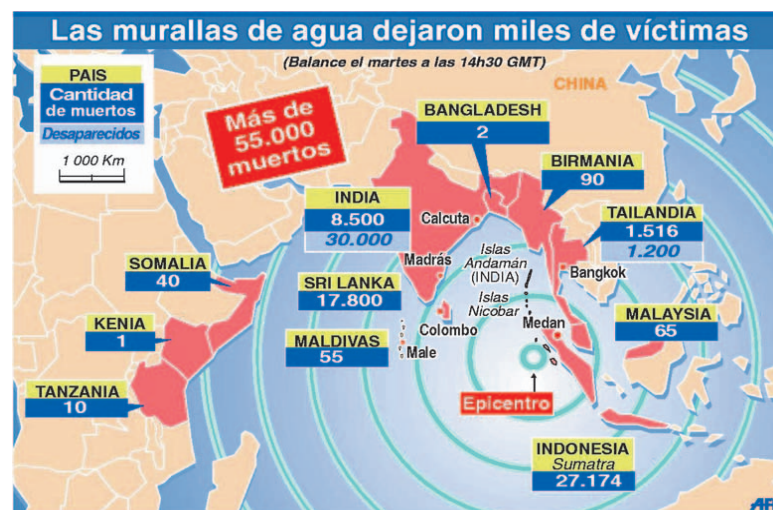 Las murallas de agua dejaron miles de víctimas
(Balance el martes a las 14h30 GMT)
PAIS
Cantidad
de muertos
Desaparecidos
1 000 Km
Más de
55.000
muertos
CHINA
BANGLADESH
2
BIRMANIA
90
INDIA
8.500
30.000
Calcuta
TAILANDIA
1.516
1.200
Islas
Andamán
(INDIA)
Madrás
Bangkok
SOMALIA
40
SRI LANKA
17.800
Islas
Nicobar
Colombo
Medan
MALAYSIA
65
KENIA
1
MALDIVAS
55
Male
TANZANIA
10
Epicentro
INDONESIA
Sumatra
27.174